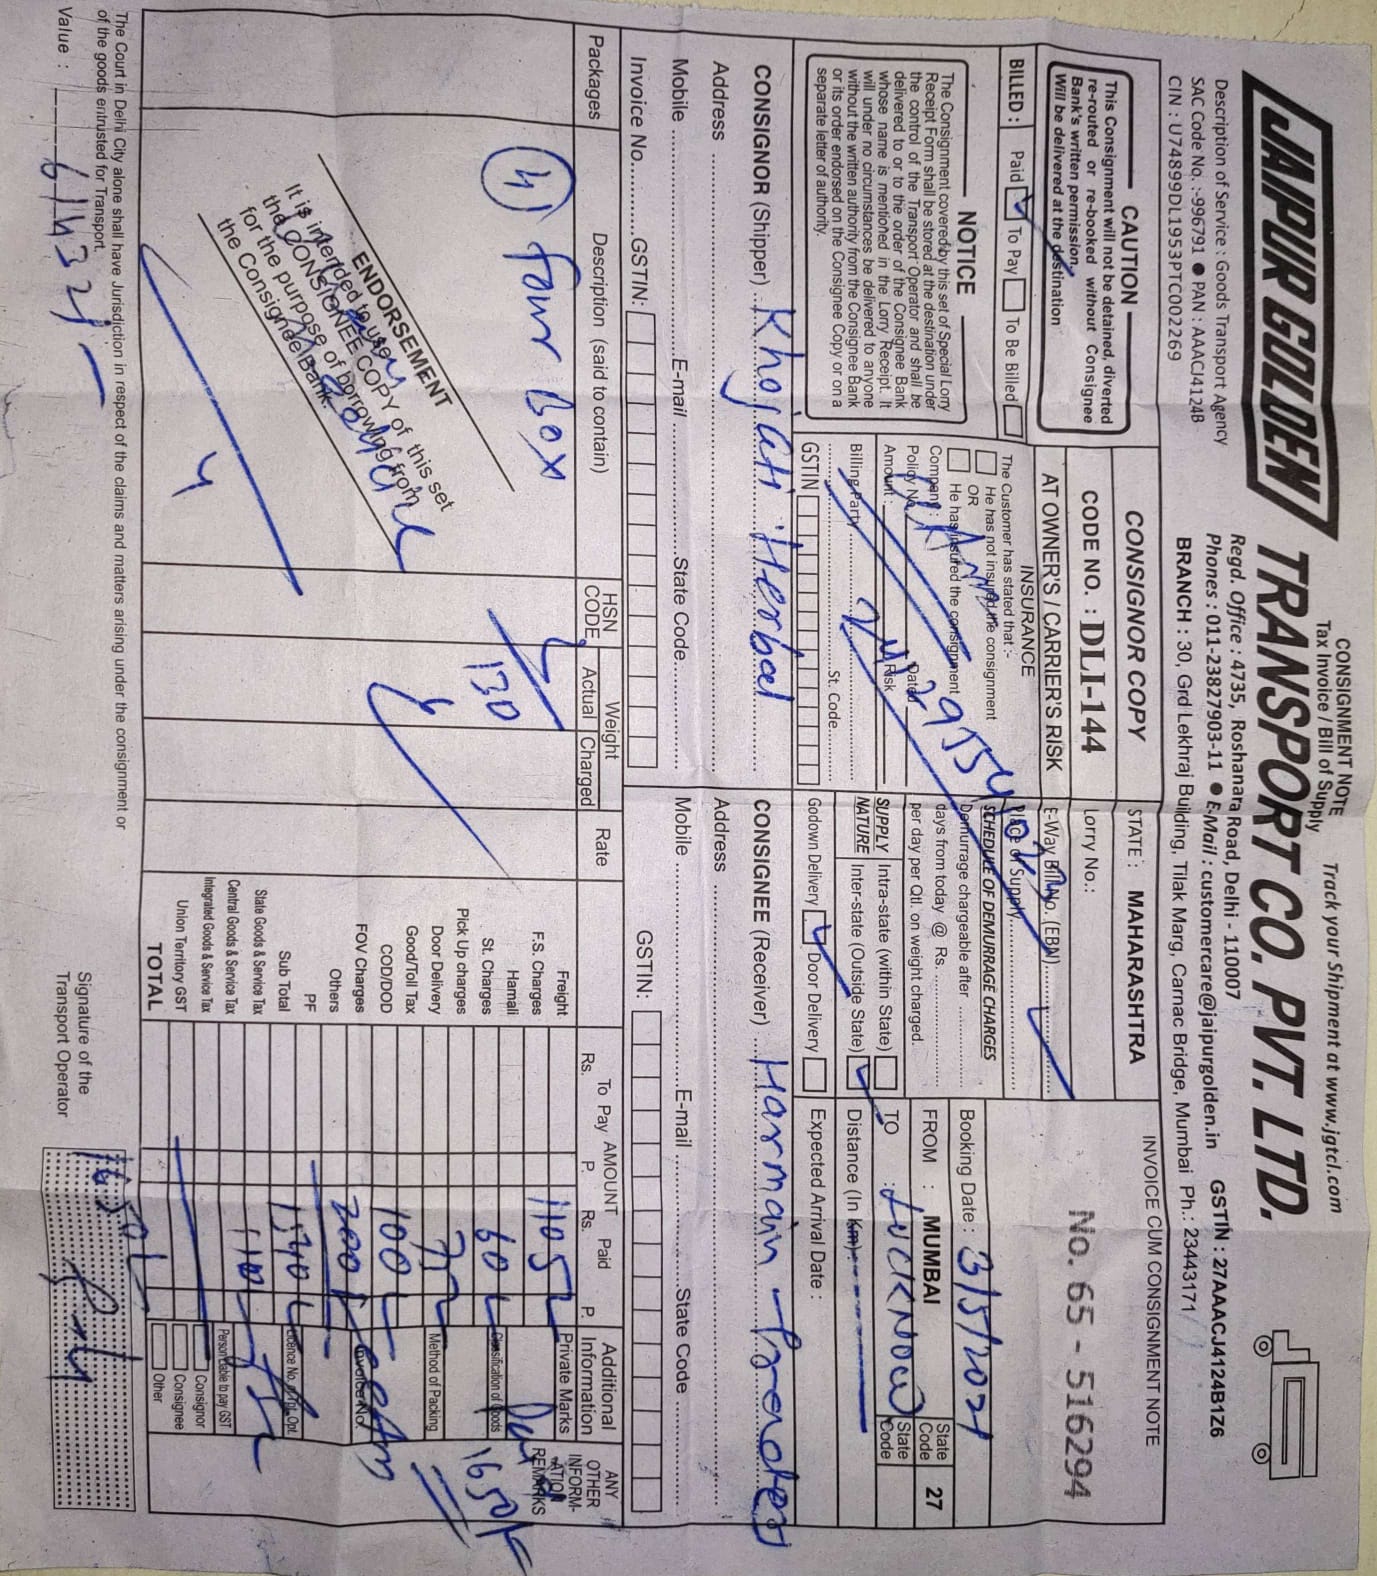 CONSIGNMENT NOTE
Tax Invoice / Bill of Supply
Track your Shipment at www.jgtcl.com
JAIPUR GOLDEN TRANSPORT CO. PVT. LTD.
Description of Service : Goods Transport Agency
SAC Code No. :-996791 ● PAN : AAACJ4124B
CIN : U74899DL1953PTC002269
Regd. Office : 4735, Roshanara Road, Delhi - 110007
Phones : 011-23827903-11 ● E-Mail : customercare@jaipurgolden.in
GSTIN : 27AAACJ4124B1Z6
BRANCH : 30, Grd Lekhraj Building, Tilak Marg, Carnac Bridge, Mumbai Ph.: 23443171
CAUTION
This Consignment will not be detained, diverted
re-routed or re-booked without Consignee
Bank's written permission.
Will be delivered at the destination
CONSIGNOR COPY
CODE NO. : DLI-144
AT OWNER'S / CARRIER'S RISK
STATE : MAHARASHTRA
Lorry No.:
E-Way Bill No. (EBN)
INVOICE CUM CONSIGNMENT NOTE
No. 65 - 516294
BILLED : Paid To Pay To Be Billed
INSURANCE
The Customer has stated that :-
He has not insured the consignment
OR
He has insured the consignment
Company :
Policy No. Date
Amount : Risk
Billing Party
St. Code
GSTIN
Place of Supply
SCHEDULE OF DEMURRAGE CHARGES
Demurrage chargeable after
days from today @ Rs.
per day per Qtl. on weight charged.
SUPPLY NATURE
Intra-state (within State)
Inter-state (Outside State)
Godown Delivery Door Delivery
Booking Date : 3/5/2021
FROM : MUMBAI State Code 27
TO : LUCKNOW State Code
Distance (In Km)
Expected Arrival Date :
NOTICE
The Consignment covered by this set of Special Lorry
Receipt Form shall be stored at the destination under
the control of the Transport Operator and shall be
delivered to or to the order of the Consignee Bank
whose name is mentioned in the Lorry Receipt. It
will under no circumstances be delivered to anyone
without the written authority from the Consignee Bank
or its order endorsed on the Consignee Copy or on a
separate letter of authority.
CONSIGNOR (Shipper) Khojati Herbal
Address
Mobile E-mail State Code
Invoice No. GSTIN:
CONSIGNEE (Receiver) Harmain Traders
Address
Mobile E-mail State Code
GSTIN:
Packages
Description (said to contain)
HSN CODE
Weight
Actual Charged
Rate
AMOUNT
To Pay Paid
Rs. P. Rs. P.
Additional Information
ANY OTHER INFORM-ATION REMARKS
(4) four Box
130
ENDORSEMENT
It is intended to use
the CONSIGNEE COPY of this set
for the purpose of borrowing from
the Consignee Bank.
Freight
F.S. Charges
Hamali
St. Charges 60
Pick Up charges
Door Delivery
Good/Toll Tax
COD/DOD 100
FOV Charges
Others 200
PF
Sub Total
State Goods & Service Tax
Central Goods & Service Tax
Integrated Goods & Service Tax
Union Territory GST
TOTAL
Private Marks
Classification of Goods
Method of Packing
Invoice No.
Person liable to pay GST
Consignor
Consignee
Other
1650/-
The Court in Delhi City alone shall have Jurisdiction in respect of the claims and matters arising under the consignment or
of the goods entrusted for Transport.
Value :
Signature of the
Transport Operator